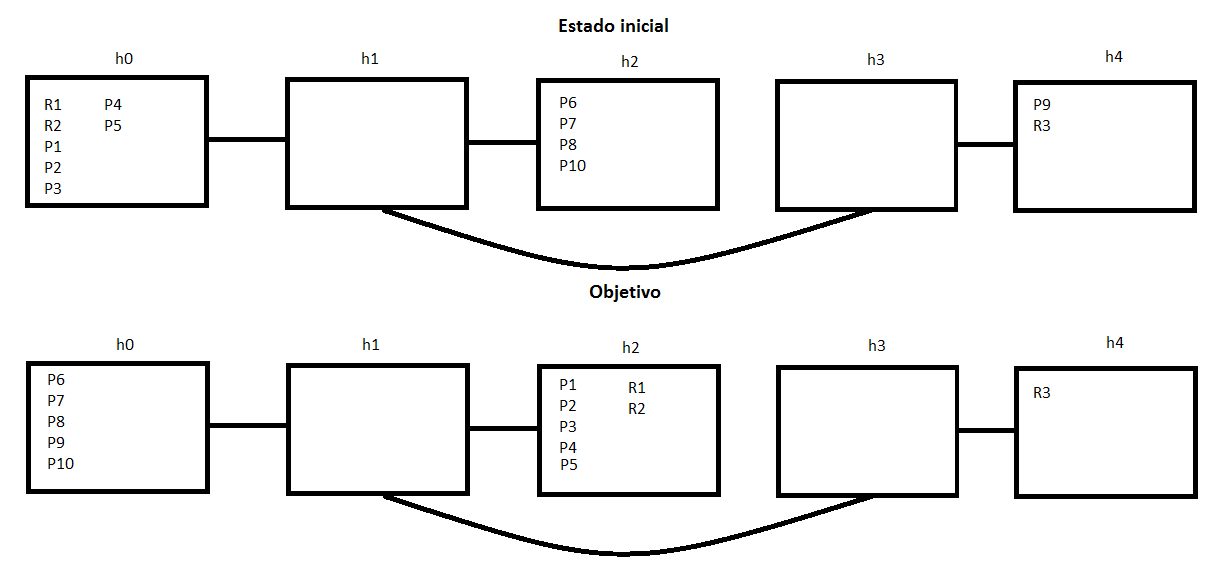 Estado inicial
h0
h1
h2
h3
h4
R1 P4
R2 P5
P1
P2
P3
P6
P7
P8
P10
P9
R3
Objetivo
h0
h1
h2
h3
h4
P6
P7
P8
P9
P10
P1 R1
P2 R2
P3
P4
P5
R3